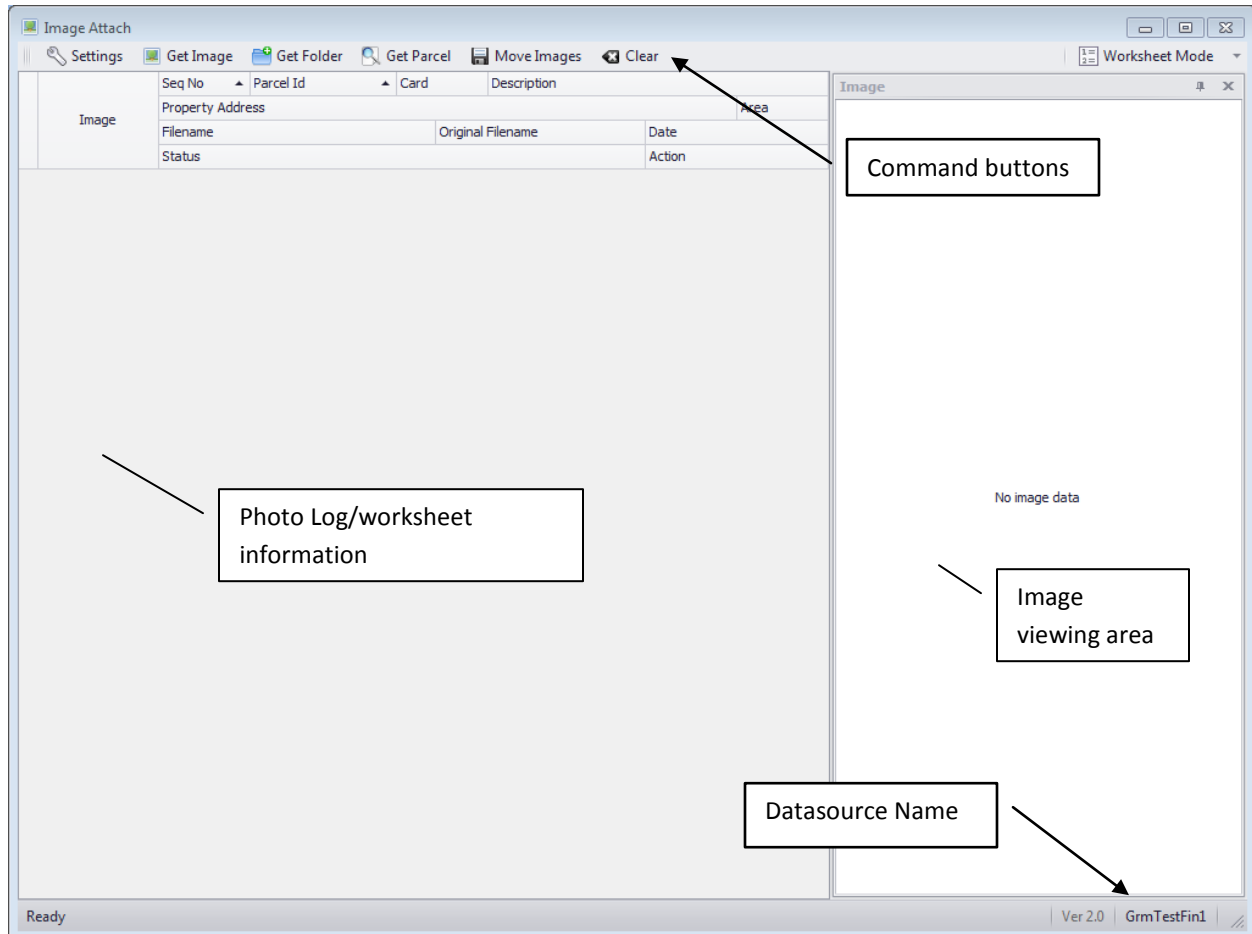 Image Attach
Settings Get Image Get Folder Get Parcel Move Images Clear Worksheet Mode
Image
Seq No Parcel Id Card Description
Property Address Area
Filename Original Filename Date
Status Action
Image
Command buttons
Photo Log/worksheet
information
No image data
Image
viewing area
Datasource Name
Ready Ver 2.0 GrmTestFin1